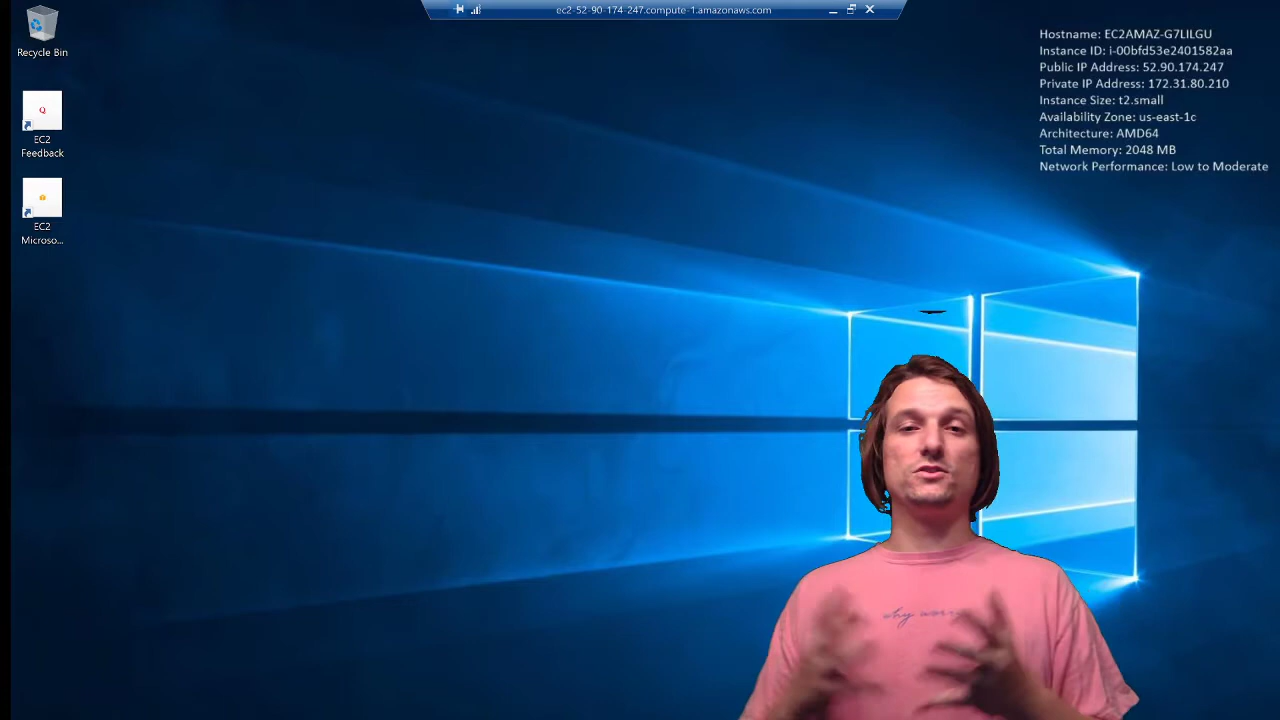 ec2-52-90-174-247.compute-1.amazonaws.com
Recycle Bin
EC2
Feedback
EC2
Microso...
Hostname: EC2AMAZ-G7LILGU
Instance ID: i-00bfd53e2401582aa
Public IP Address: 52.90.174.247
Private IP Address: 172.31.80.210
Instance Size: t2.small
Availability Zone: us-east-1c
Architecture: AMD64
Total Memory: 2048 MB
Network Performance: Low to Moderate
why